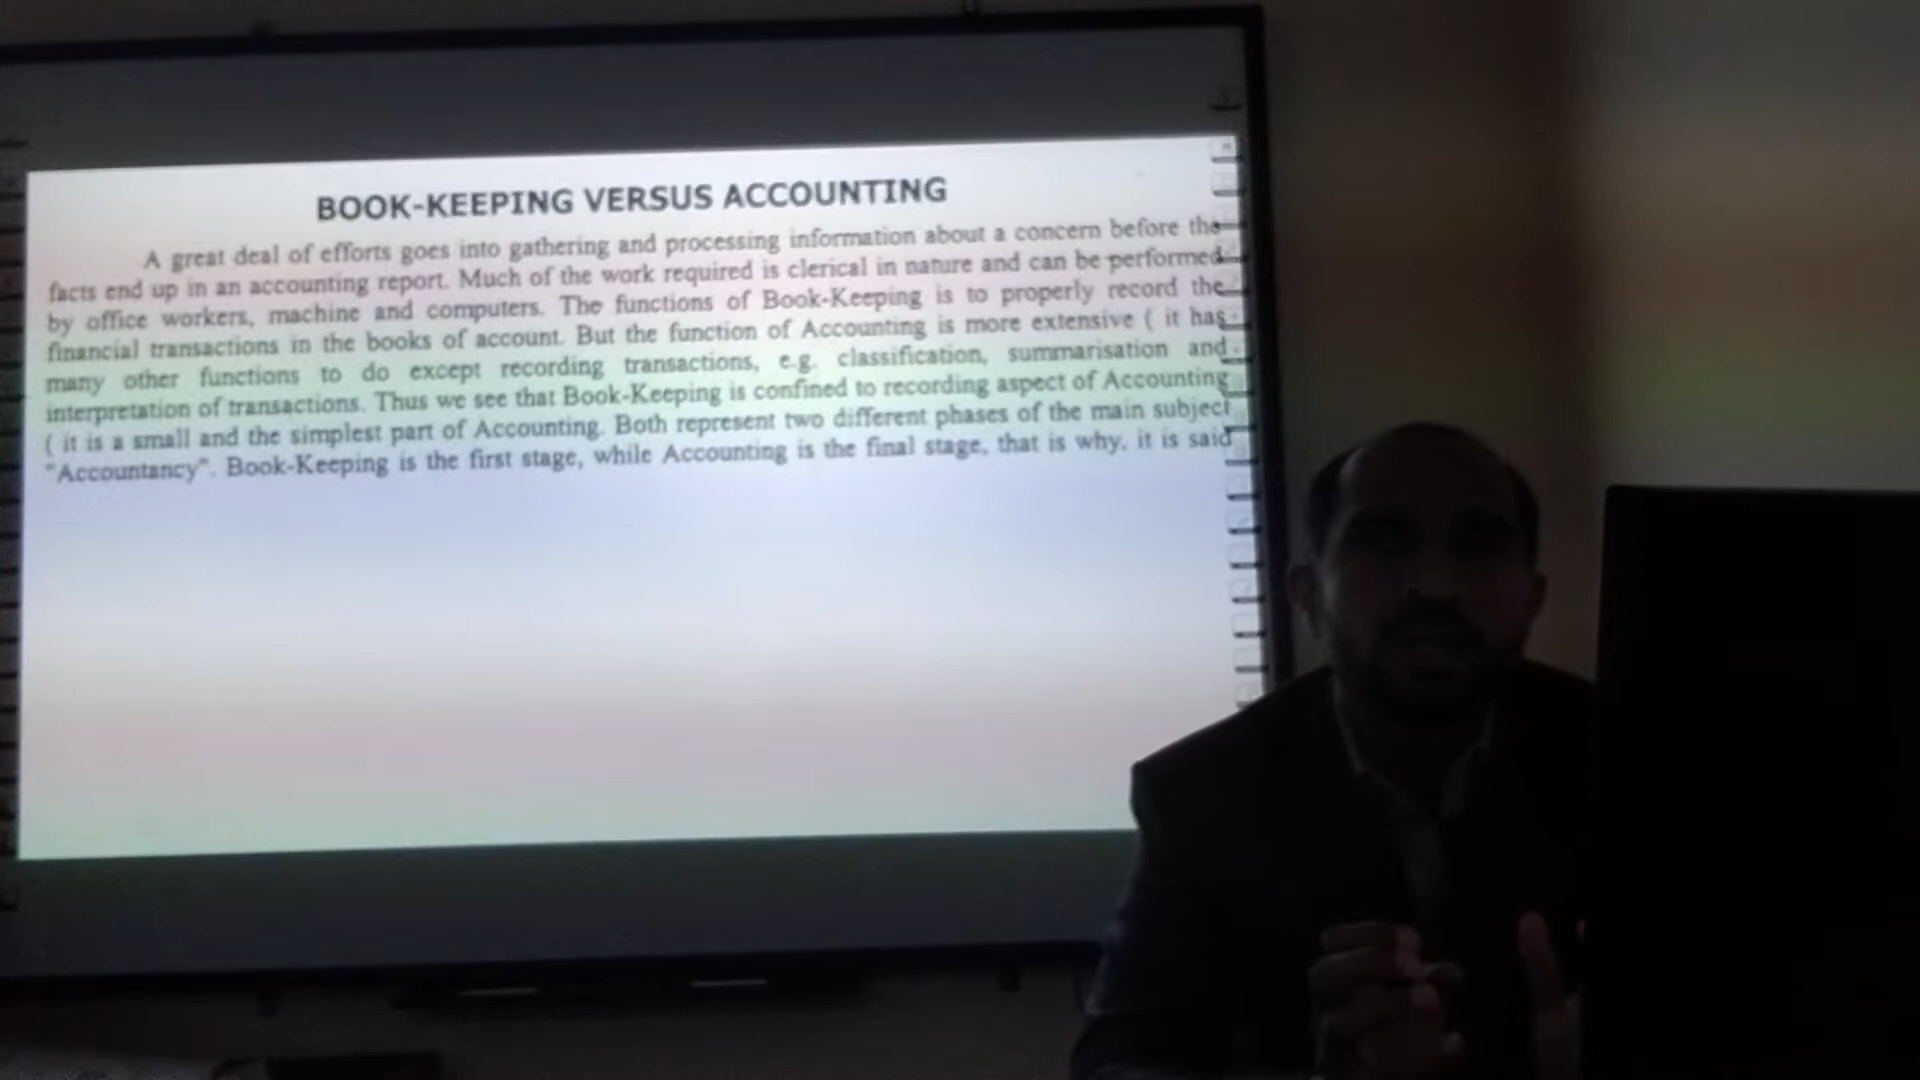 BOOK-KEEPING VERSUS ACCOUNTING
A great deal of efforts goes into gathering and processing information about a concern before the
facts end up in an accounting report. Much of the work required is clerical in nature and can be performed
by office workers, machine and computers. The functions of Book-Keeping is to properly record the
financial transactions in the books of account. But the function of Accounting is more extensive ( it has
many other functions to do except recording transactions, e.g. classification, summarisation and
interpretation of transactions. Thus we see that Book-Keeping is confined to recording aspect of Accounting
( it is a small and the simplest part of Accounting. Both represent two different phases of the main subject
"Accountancy". Book-Keeping is the first stage, while Accounting is the final stage, that is why, it is said